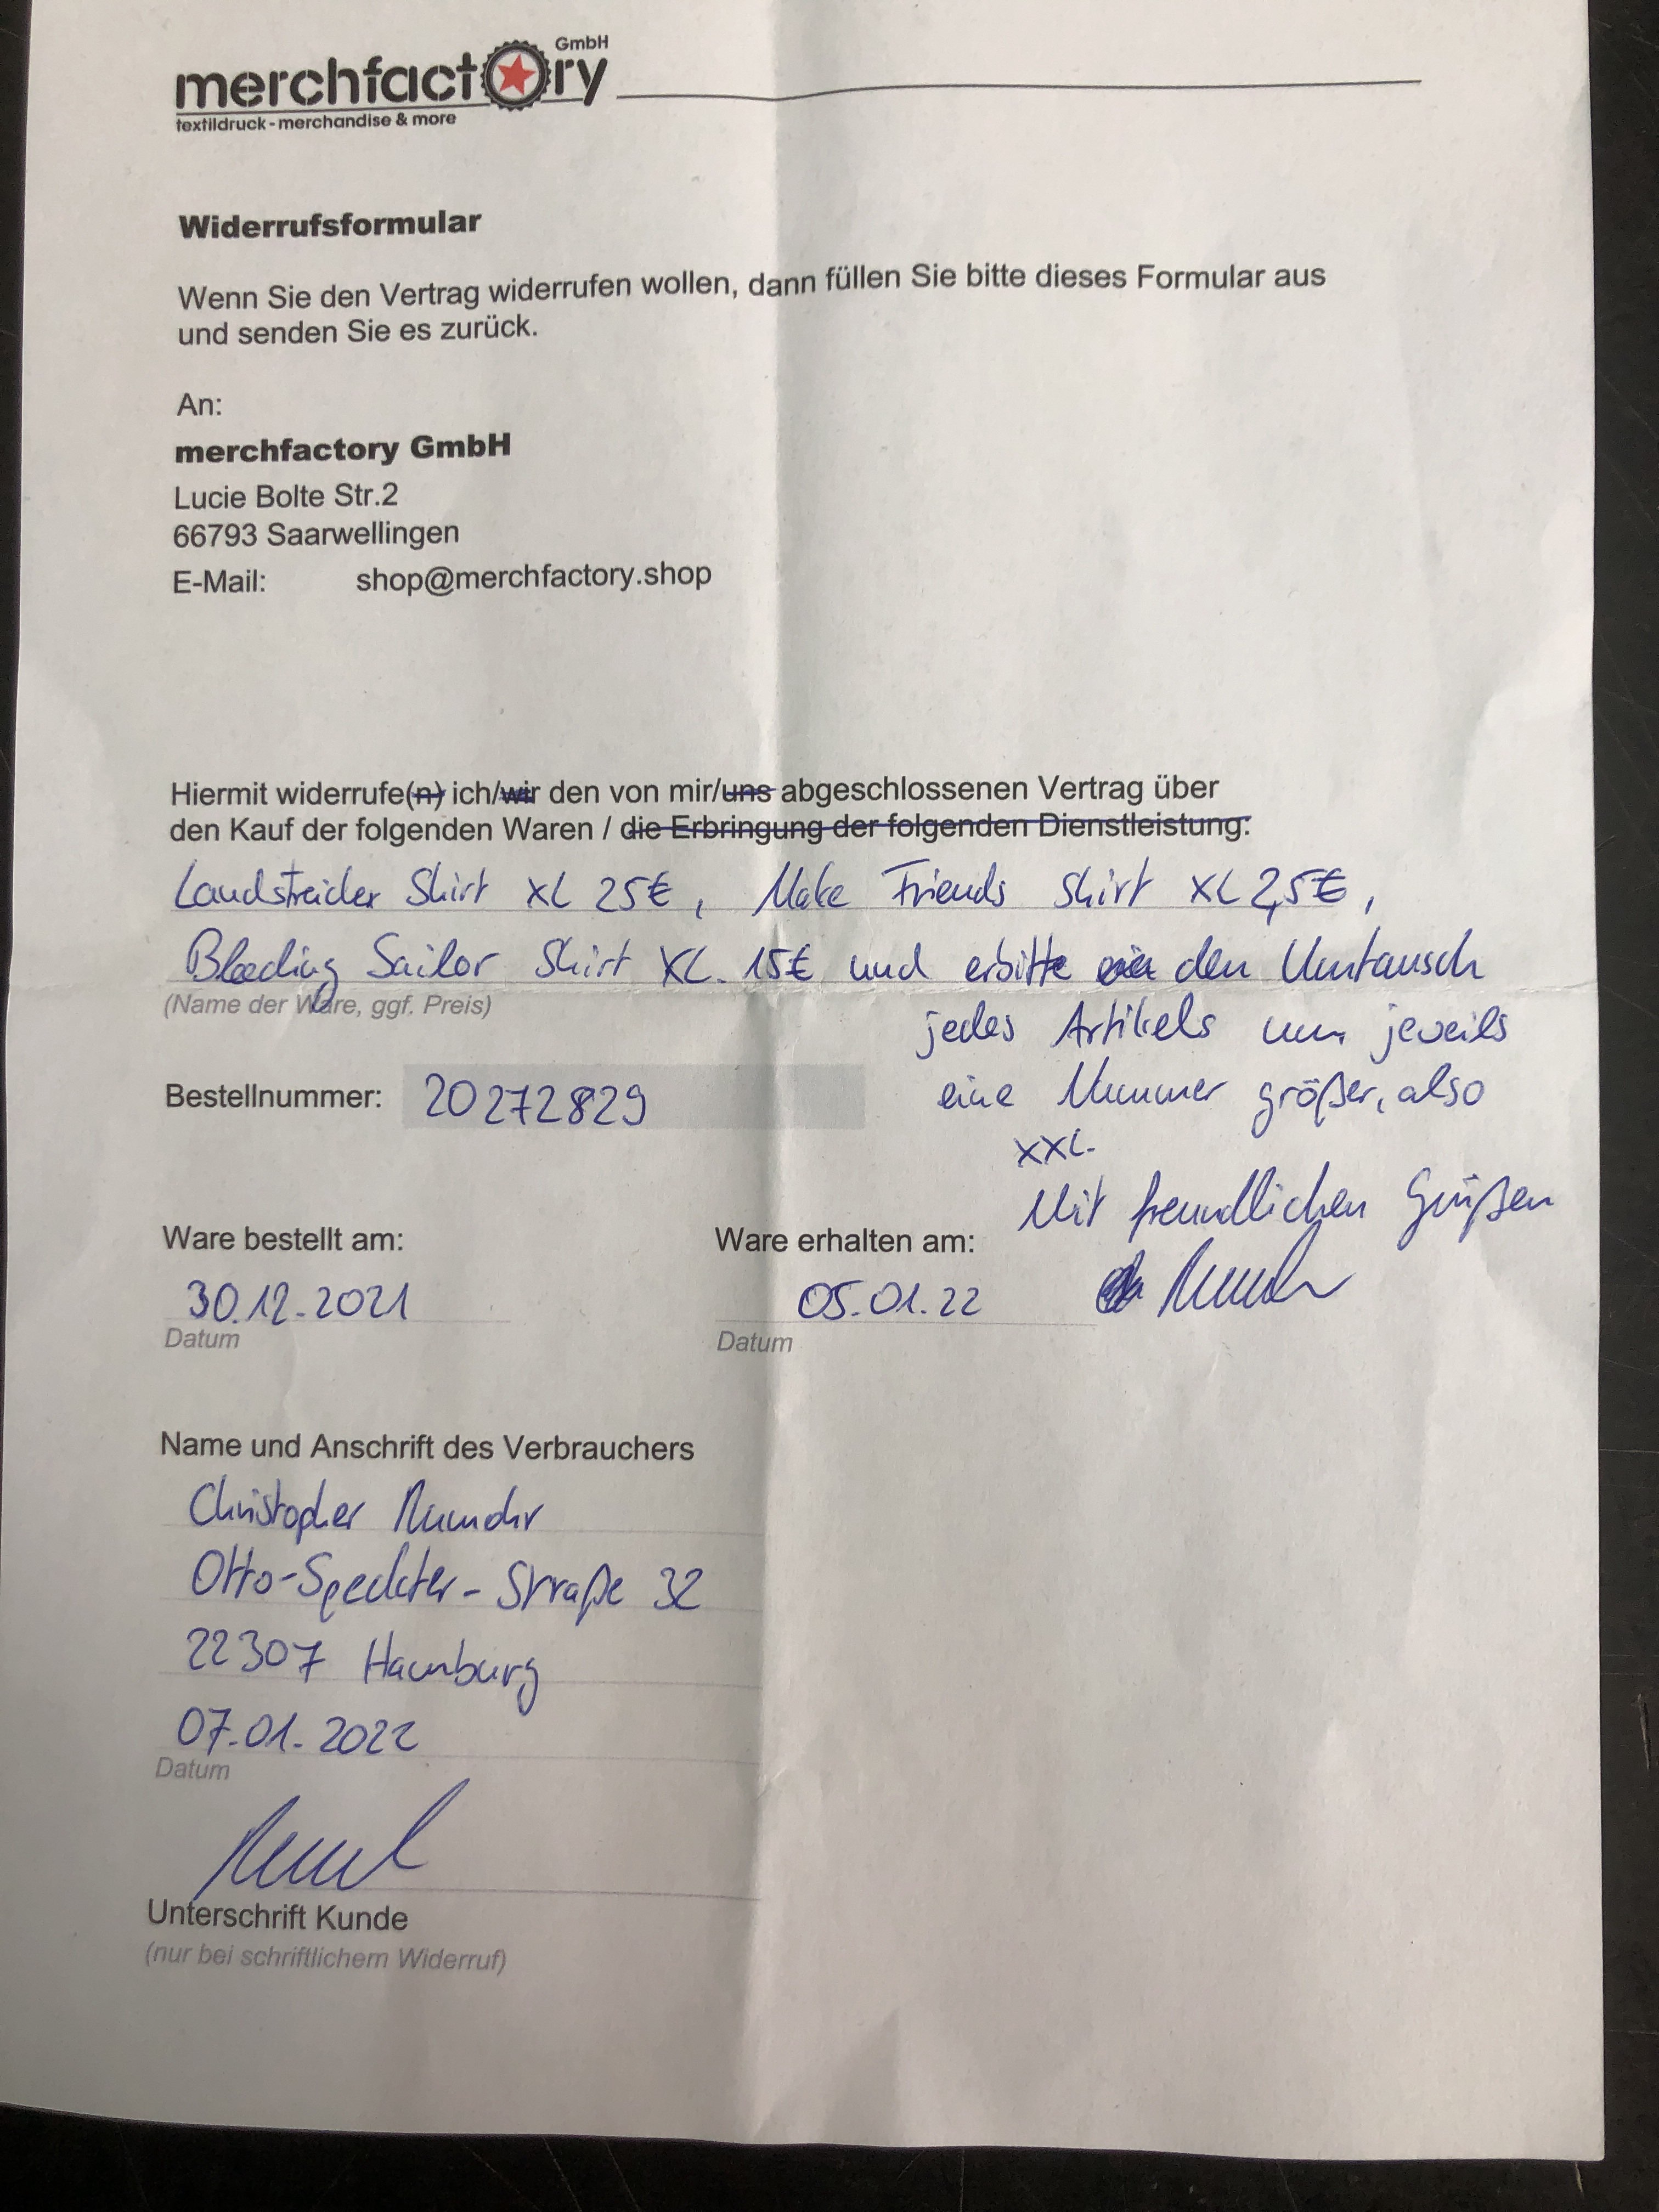 merchfactory GmbH
textildruck - merchandise & more
Widerrufsformular
Wenn Sie den Vertrag widerrufen wollen, dann füllen Sie bitte dieses Formular aus
und senden Sie es zurück.
An:
merchfactory GmbH
Lucie Bolte Str.2
66793 Saarwellingen
E-Mail: shop@merchfactory.shop
Hiermit widerrufe(n) ich/wir den von mir/uns abgeschlossenen Vertrag über
den Kauf der folgenden Waren / die Erbringung der folgenden Dienstleistung:
Landstreicher Shirt XL 25€, Make Friends Shirt XL 2,5€,
Bleeding Sailor Shirt XL. 15€ und erbitte den Umtausch
(Name der Ware, ggf. Preis)
jedes Artikels um jeweils
eine Nummer größer, also
XXL.
Mit freundlichen Grüßen
Bestellnummer: 20272829
Ware bestellt am:
30.12.2021
Datum
Ware erhalten am:
05.01.22
Datum
Name und Anschrift des Verbrauchers
Christopher Rumohr
Otto-Speckter-Straße 32
22307 Hamburg
07.01.2022
Datum
Unterschrift Kunde
(nur bei schriftlichem Widerruf)